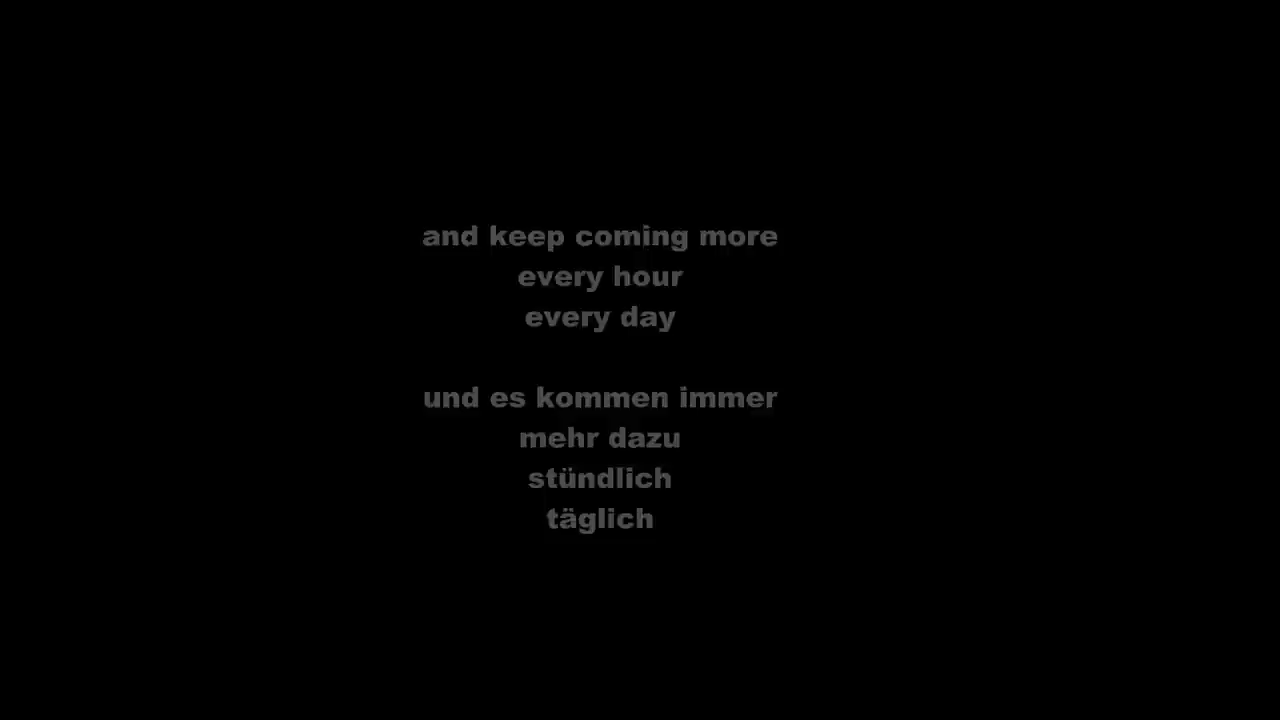 and keep coming more
every hour
every day
und es kommen immer
mehr dazu
stündlich
täglich